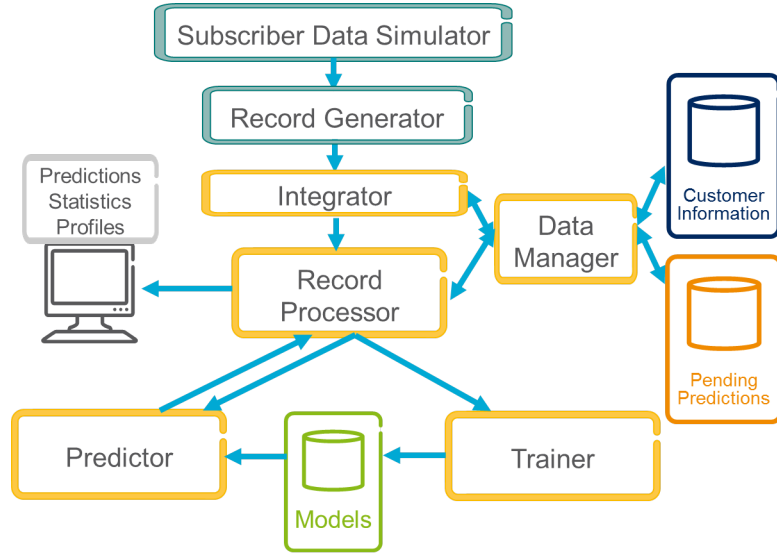 Subscriber Data Simulator
Record Generator
Predictions
Statistics
Profiles
Integrator
Data
Manager
Customer
Information
Record
Processor
Pending
Predictions
Predictor
Models
Trainer